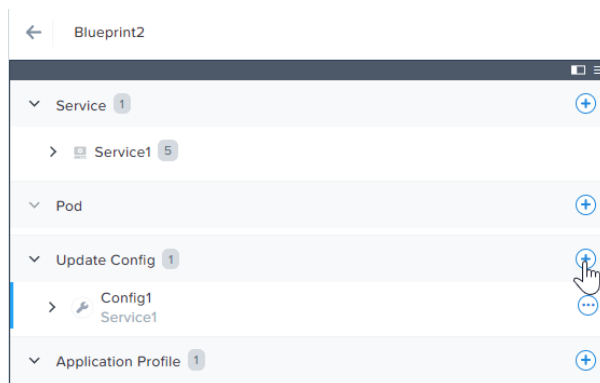 Blueprint2
Service 1
Service1 5
Pod
Update Config 1
Config1
Service1
Application Profile 1